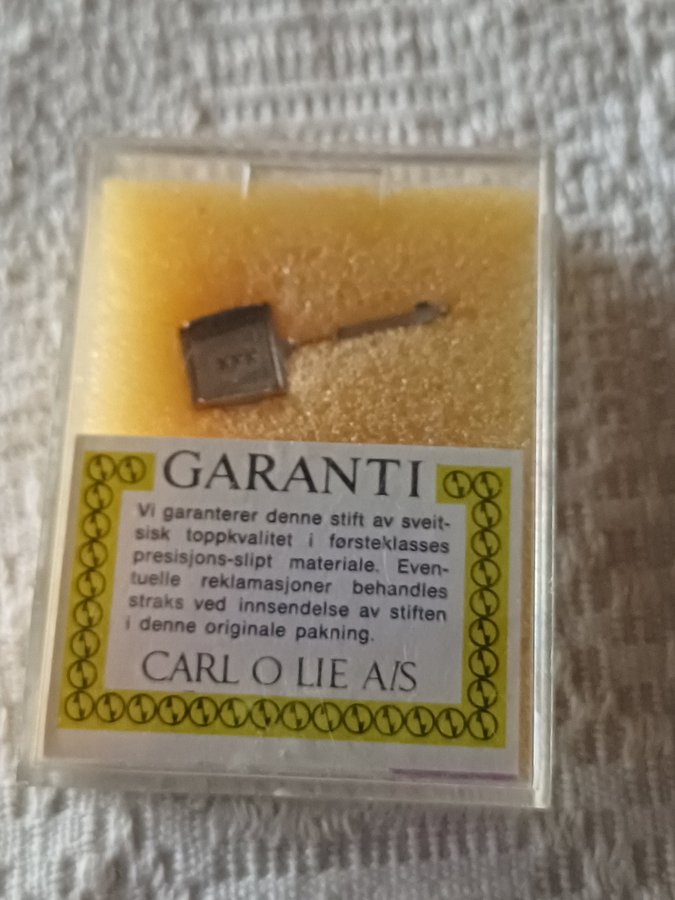 GARANTI
Vi garanterer denne stift av sveit-
sisk toppkvalitet i førsteklasses
presisjons-slipt materiale. Even-
tuelle reklamasjoner behandles
straks ved innsendelse av stiften
i denne originale pakning.
CARL O LIE A/S